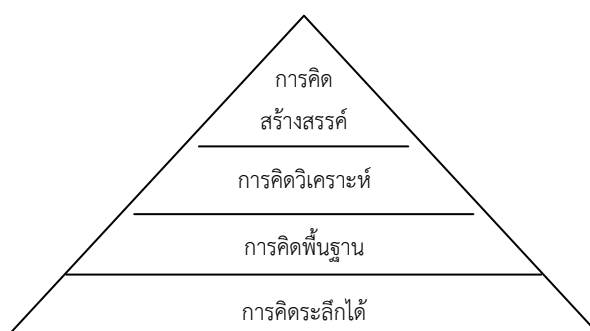 การคิด
สร้างสรรค์
การคิดวิเคราะห์
การคิดพื้นฐาน
การคิดระลึกได้